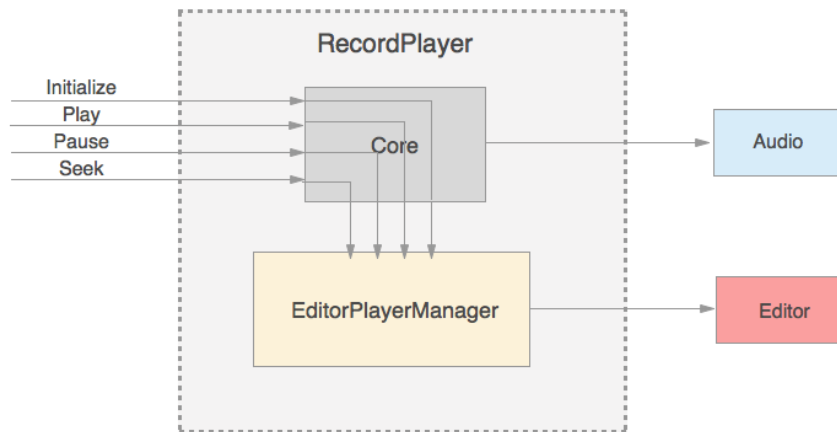 RecordPlayer
Initialize
Play
Pause
Seek
Core
Audio
EditorPlayerManager
Editor